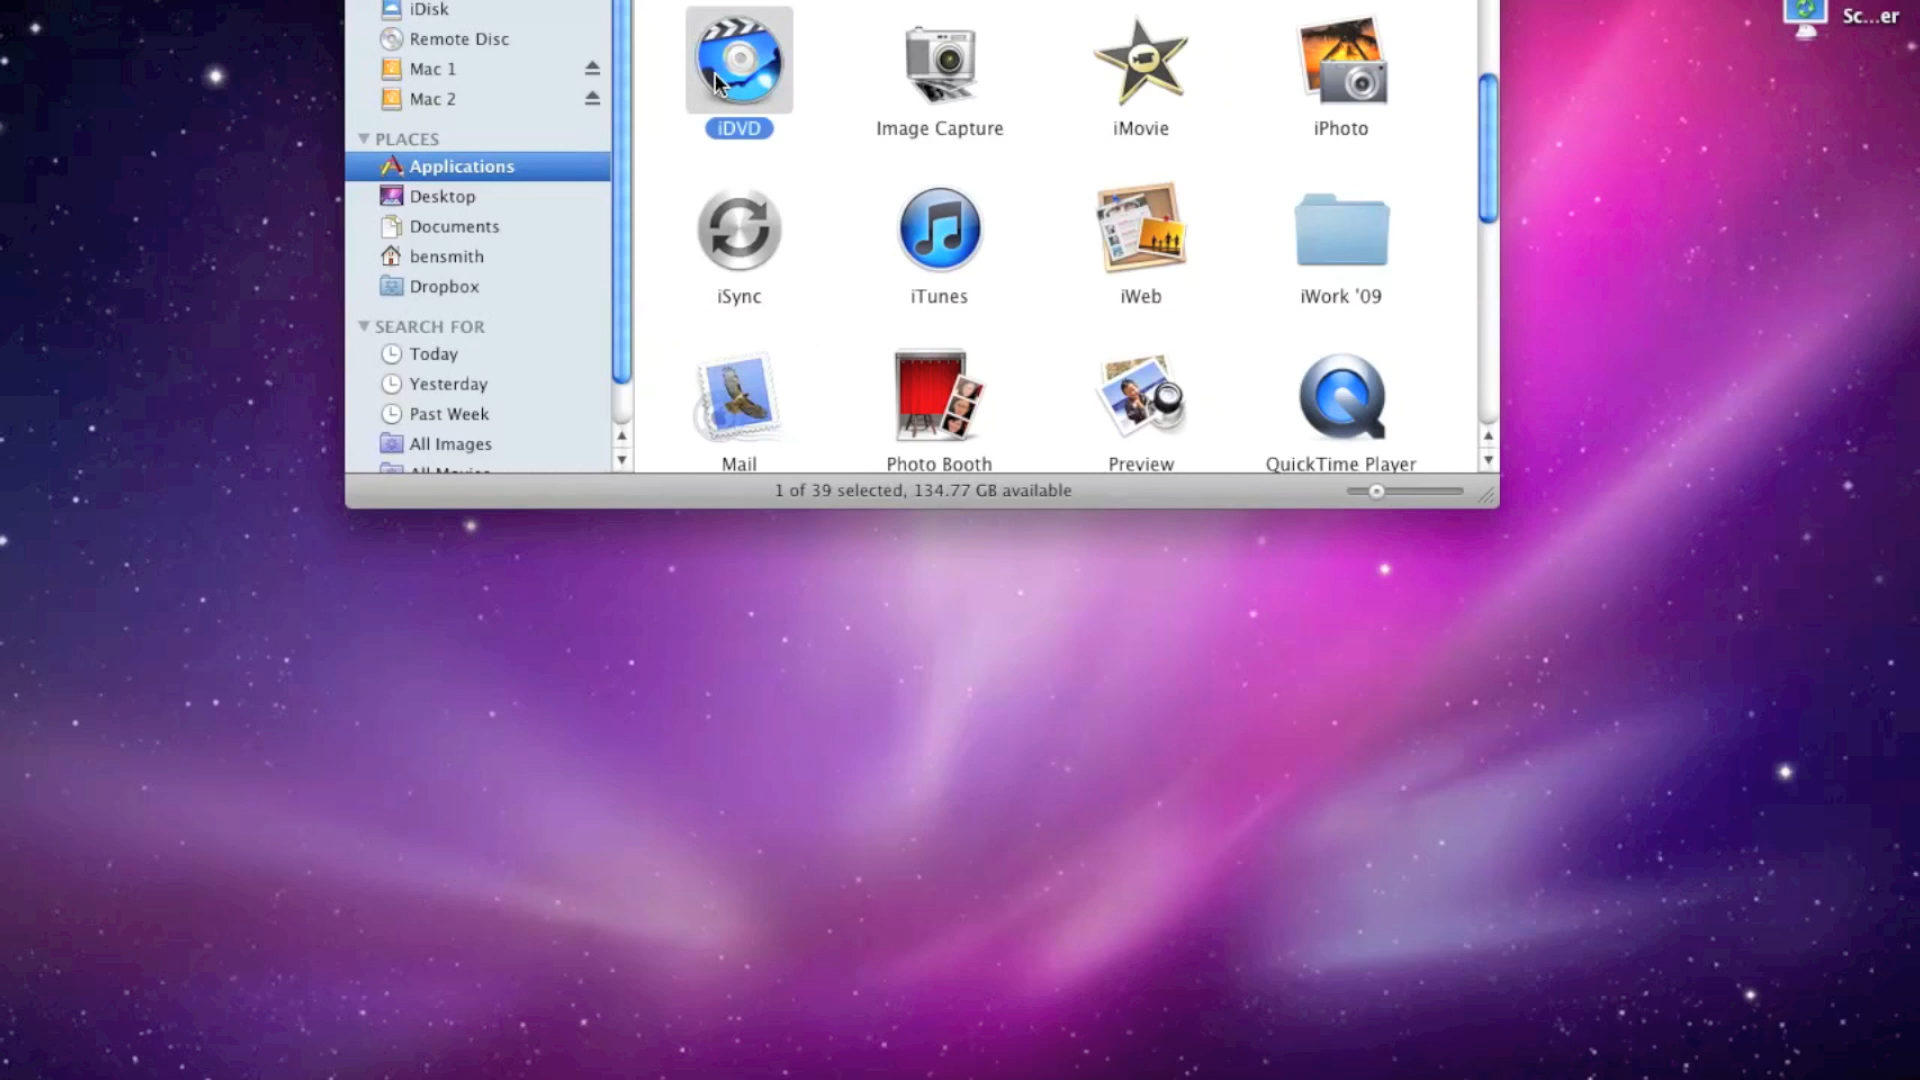 iDisk
Remote Disc
Mac 1
Mac 2
PLACES
Applications
Desktop
Documents
bensmith
Dropbox
SEARCH FOR
Today
Yesterday
Past Week
All Images
All Movies
iDVD
Image Capture
iMovie
iPhoto
iSync
iTunes
iWeb
iWork '09
Mail
Photo Booth
Preview
QuickTime Player
1 of 39 selected, 134.77 GB available
Sc...er